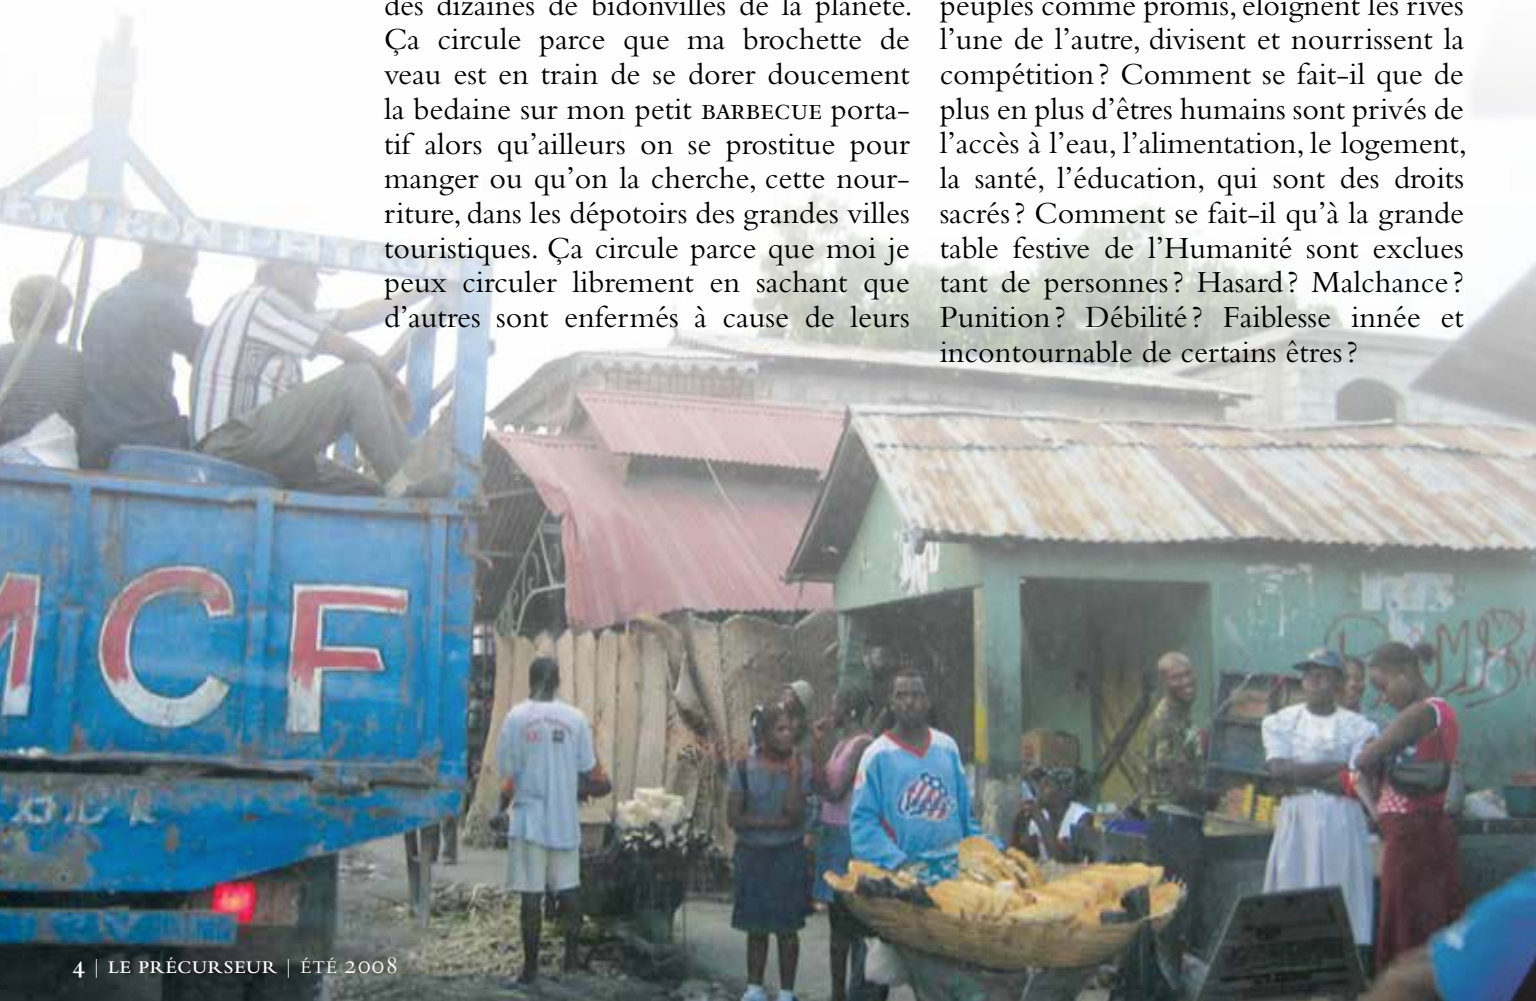 des dizaines de bidonvilles de la planète.
Ça circule parce que ma brochette de
veau est en train de se dorer doucement
la bedaine sur mon petit BARBECUE porta-
tif alors qu’ailleurs on se prostitue pour
manger ou qu’on la cherche, cette nour-
riture, dans les dépotoirs des grandes villes
touristiques. Ça circule parce que moi je
peux circuler librement en sachant que
d’autres sont enfermés à cause de leurs
peuples comme promis, éloignent les rives
l’une de l’autre, divisent et nourrissent la
compétition ? Comment se fait-il que de
plus en plus d’êtres humains sont privés de
l’accès à l’eau, l’alimentation, le logement,
la santé, l’éducation, qui sont des droits
sacrés ? Comment se fait-il qu’à la grande
table festive de l’Humanité sont exclues
tant de personnes ? Hasard ? Malchance ?
Punition ? Débilité ? Faiblesse innée et
incontournable de certains êtres ?
MCF
4 | LE PRÉCURSEUR | ÉTÉ 2008